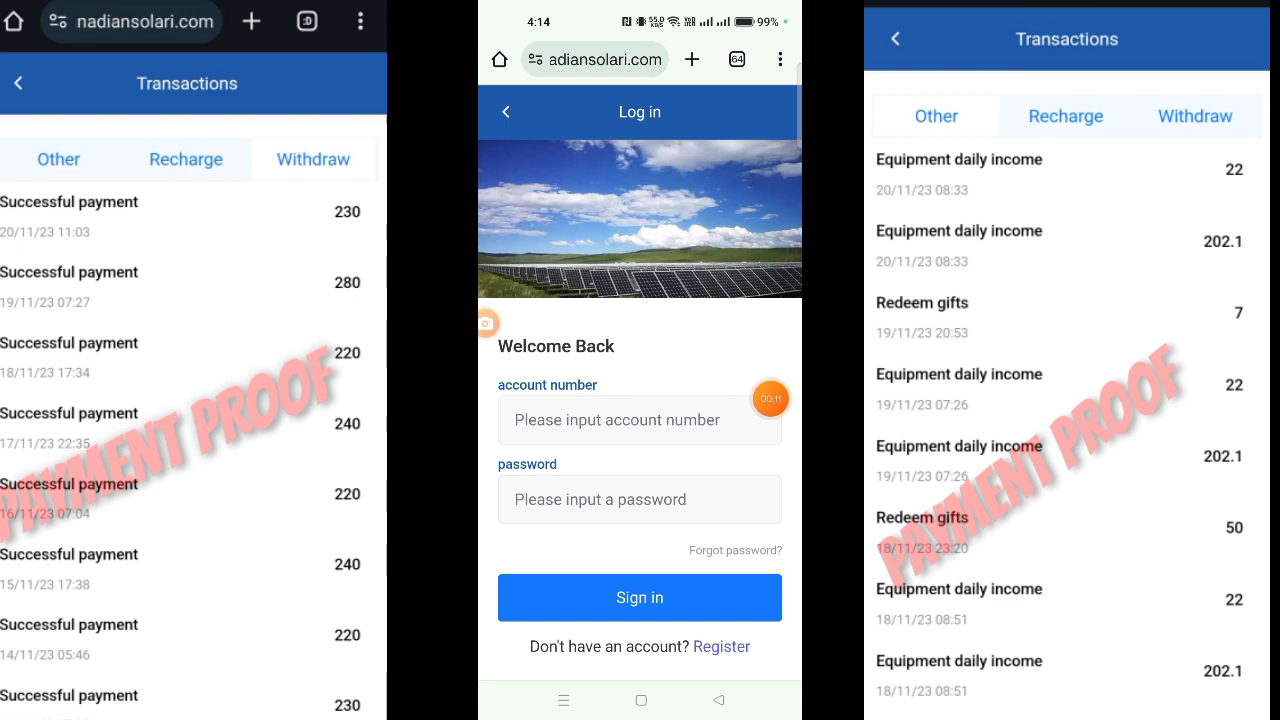 nadiansolari.com
Transactions
Other Recharge Withdraw
Successful payment 230
20/11/23 11:03
Successful payment 280
19/11/23 07:27
Successful payment 220
18/11/23 17:34
Successful payment 240
17/11/23 22:35
Successful payment 220
16/11/23 07:04
Successful payment 240
15/11/23 17:38
Successful payment 220
14/11/23 05:46
Successful payment 230
PAYMENT PROOF
4:14 55.0 KB/S 99%
adiansolari.com 64
Log in
Welcome Back
account number
Please input account number
00:11
password
Please input a password
Forgot password?
Sign in
Don't have an account? Register
Transactions
Other Recharge Withdraw
Equipment daily income 22
20/11/23 08:33
Equipment daily income 202.1
20/11/23 08:33
Redeem gifts 7
19/11/23 20:53
Equipment daily income 22
19/11/23 07:26
Equipment daily income 202.1
19/11/23 07:26
Redeem gifts 50
18/11/23 23:20
Equipment daily income 22
18/11/23 08:51
Equipment daily income 202.1
18/11/23 08:51
PAYMENT PROOF